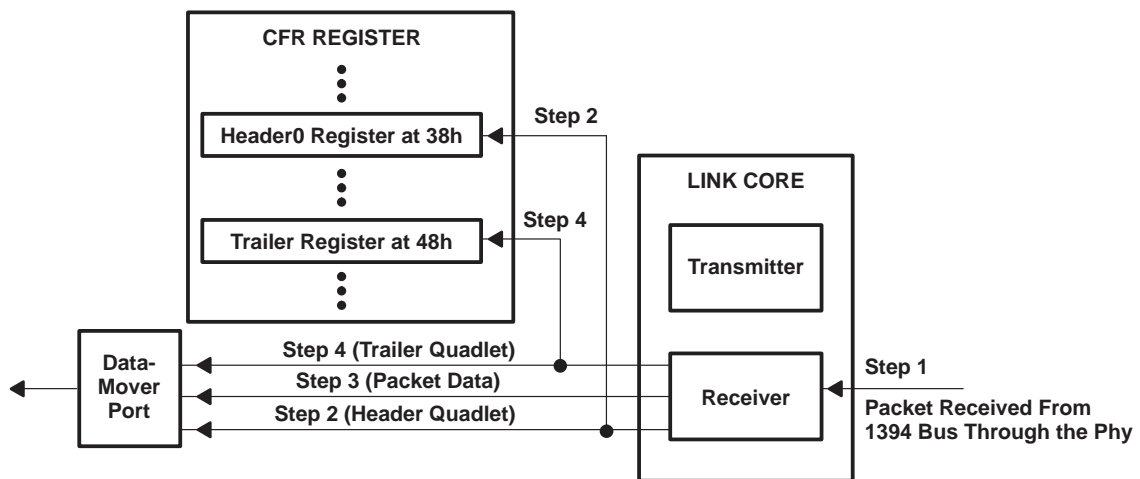 CFR REGISTER
Header0 Register at 38h
Step 2
LINK CORE
Trailer Register at 48h
Step 4
Transmitter
Data-
Mover
Port
Step 4 (Trailer Quadlet)
Step 3 (Packet Data)
Step 2 (Header Quadlet)
Receiver
Step 1
Packet Received From
1394 Bus Through the Phy